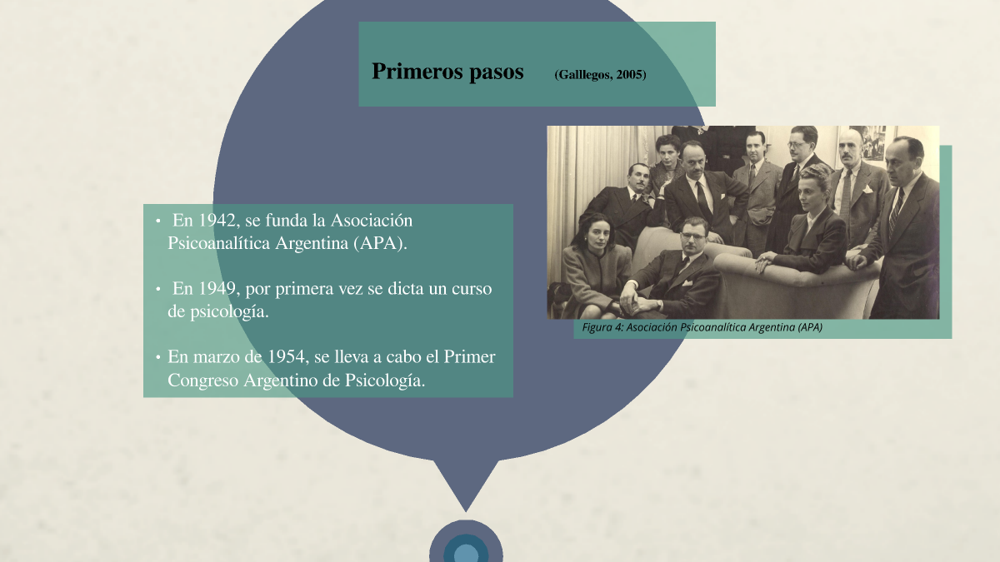 Primeros pasos (Galllegos, 2005)
• En 1942, se funda la Asociación
Psicoanalítica Argentina (APA).
• En 1949, por primera vez se dicta un curso
de psicología.
• En marzo de 1954, se lleva a cabo el Primer
Congreso Argentino de Psicología.
Figura 4: Asociación Psicoanalítica Argentina (APA)